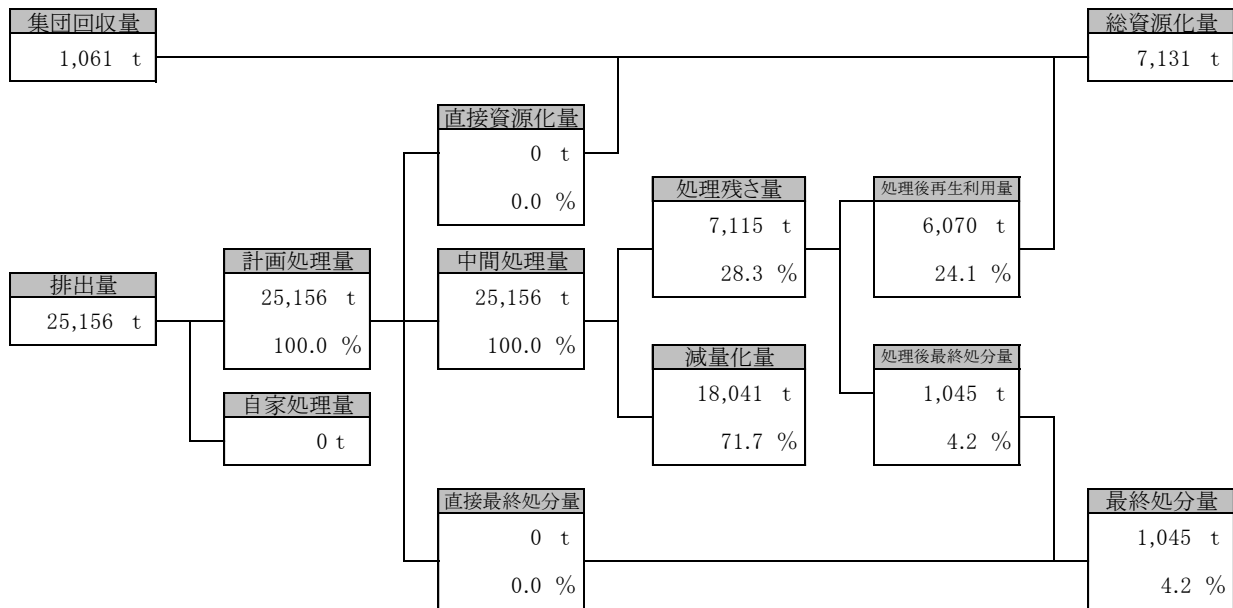 集団回収量
1,061 t
総資源化量
7,131 t
直接資源化量
0 t
0.0 %
処理残さ量
7,115 t
28.3 %
処理後再生利用量
6,070 t
24.1 %
排出量
25,156 t
計画処理量
25,156 t
100.0 %
中間処理量
25,156 t
100.0 %
減量化量
18,041 t
71.7 %
処理後最終処分量
1,045 t
4.2 %
自家処理量
0 t
直接最終処分量
0 t
0.0 %
最終処分量
1,045 t
4.2 %